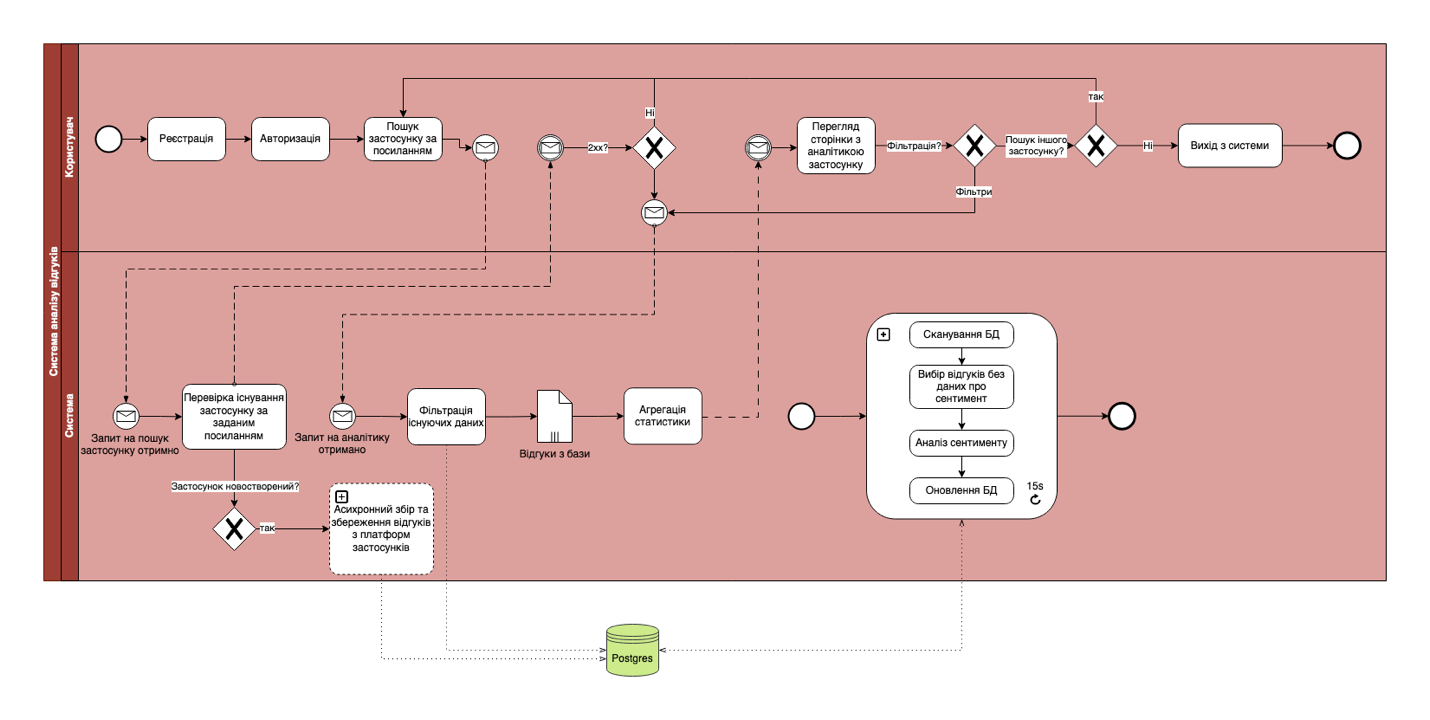 Система аналізу відгуків
Користувач
Реєстрація
Авторизація
Пошук
застосунку за
посиланням
2xx?
Ні
Перегляд
сторінки з
аналітикою
застосунку
Фільтрація?
Фільтри
Пошук іншого
застосунку?
так
Ні
Вихід з системи
Система
Запит на пошук
застосунку отримно
Перевірка існування
застосунку за
заданим
посиланням
Застосунок новостворений?
так
Асихронний збір та
збереження відгуків
з платформ
застосунків
Запит на аналітику
отримано
Фільтрація
існуючих даних
Відгуки з бази
Агрегація
статистики
Сканування БД
Вибір відгуків без
даних про
сентимент
Аналіз сентименту
Оновлення БД
15s
Postgres